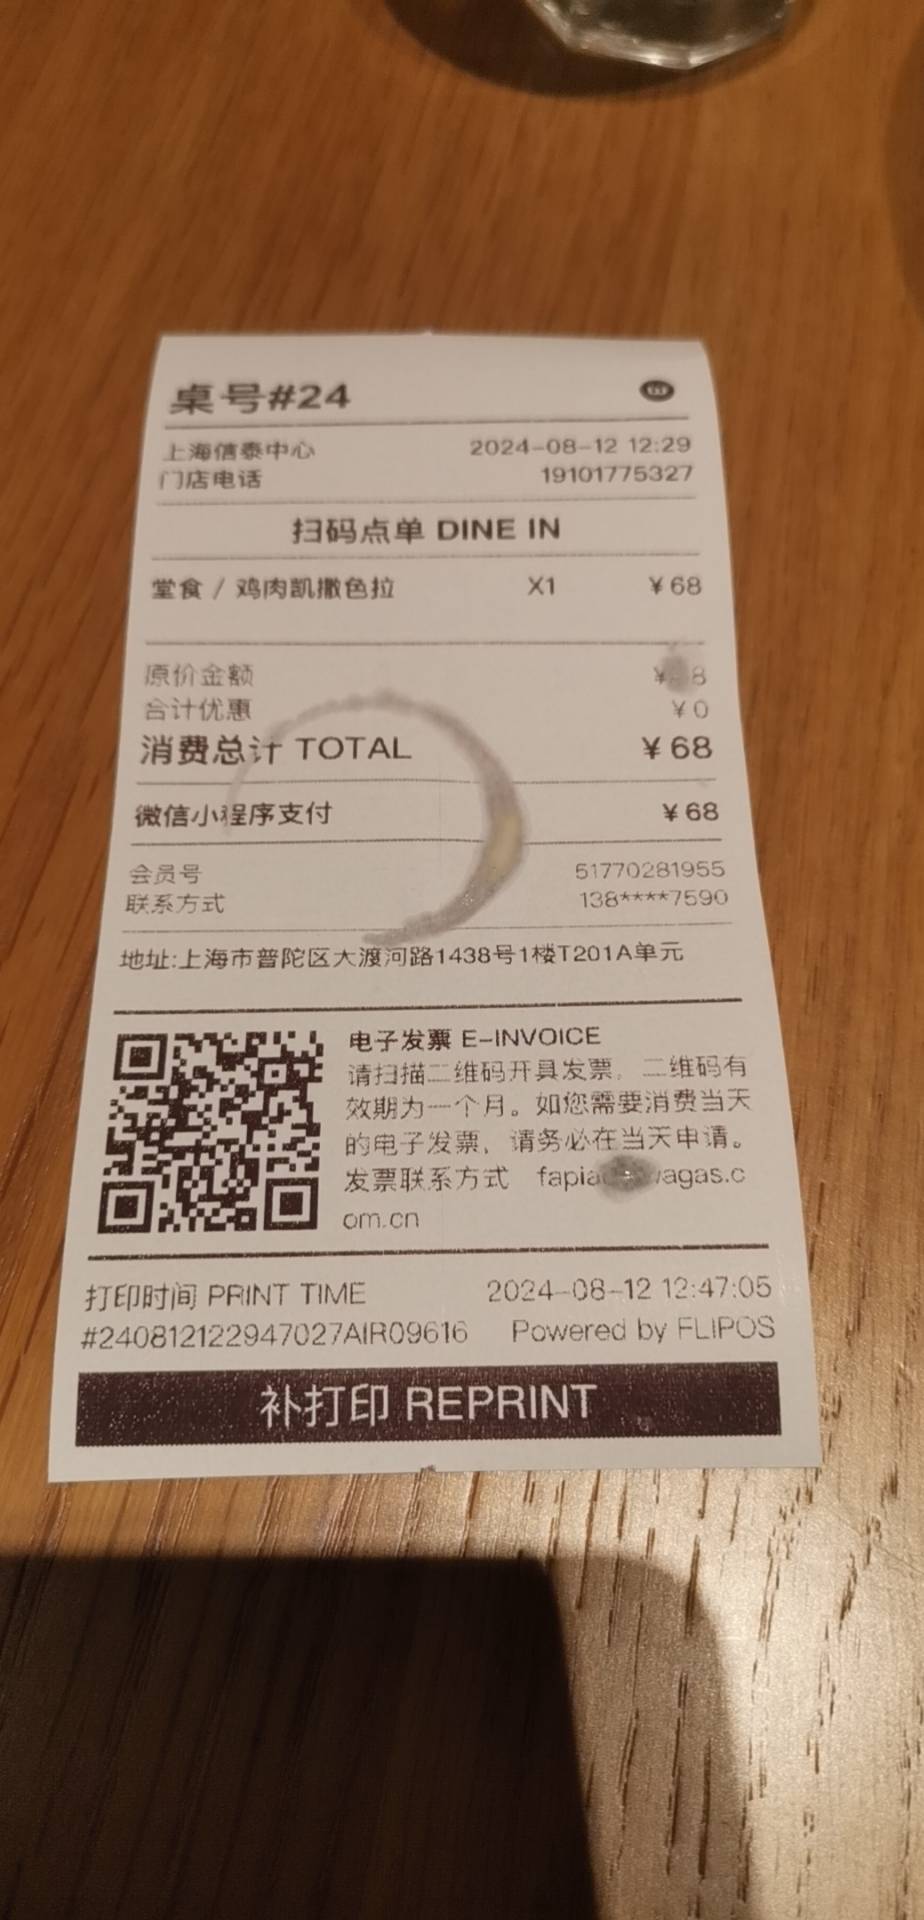 桌号#24
上海信泰中心 2024-08-12 12:29
门店电话 19101775327
扫码点单 DINE IN
堂食 / 鸡肉凯撒色拉 X1 ¥68
原价金额
合计优惠 ¥0
消费总计 TOTAL ¥68
微信小程序支付 ¥68
会员号 51770281955
联系方式 138****7590
地址:上海市普陀区大渡河路1438号1楼T201A单元
电子发票 E-INVOICE
请扫描二维码开具发票，二维码有
效期为一个月。如您需要消费当天
的电子发票，请务必在当天申请。
发票联系方式
om.cn
打印时间 PRINT TIME 2024-08-12 12:47:05
#240812122947027AIR09616 Powered by FLIPOS
补打印 REPRINT